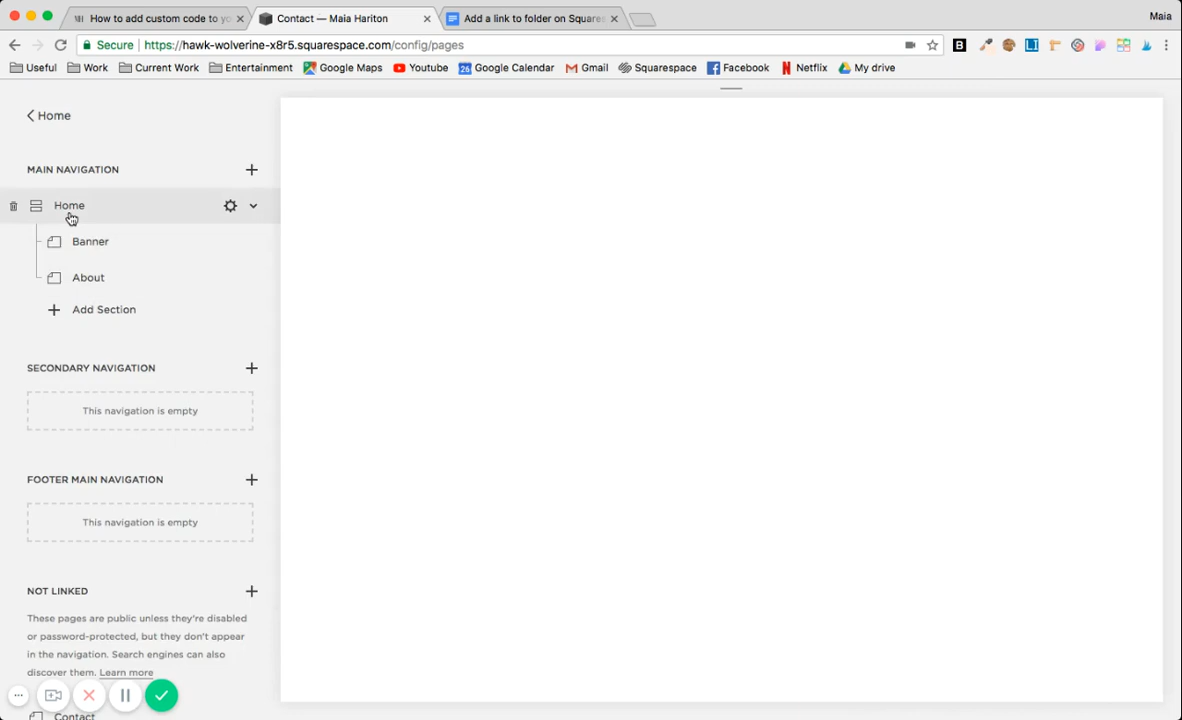 How to add custom code to yo
Contact — Maia Hariton
Add a link to folder on Squares
Maia
Secure
https://hawk-wolverine-x8r5.squarespace.com/config/pages
Useful
Work
Current Work
Entertainment
Google Maps
Youtube
26
Google Calendar
Gmail
Squarespace
Facebook
Netflix
My drive
Home
MAIN NAVIGATION
Home
Banner
About
Add Section
SECONDARY NAVIGATION
This navigation is empty
FOOTER MAIN NAVIGATION
This navigation is empty
NOT LINKED
These pages are public unless they're disabled
or password-protected, but they don't appear
in the navigation. Search engines can also
discover them. Learn more
Contact